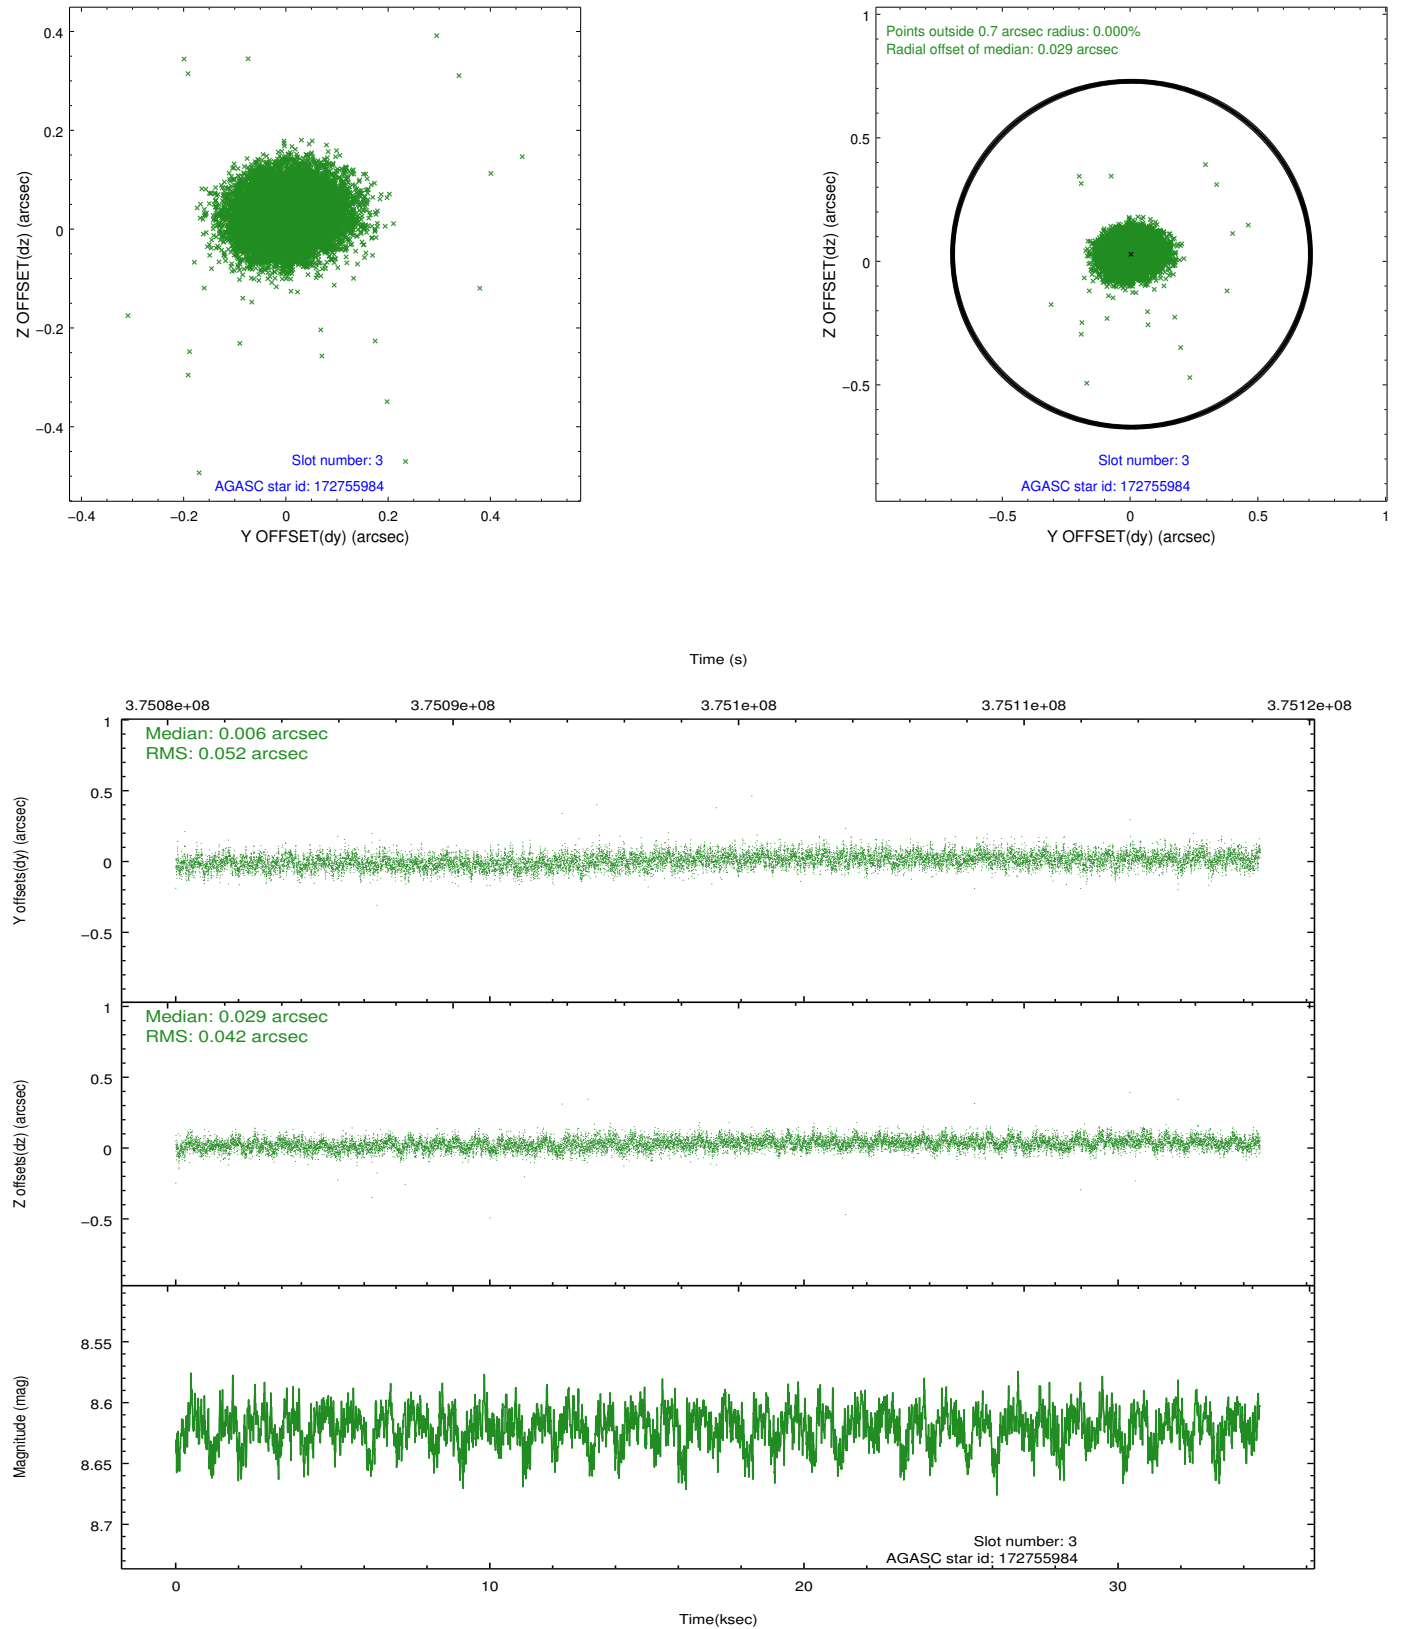 0.4
0.2
0
−0.2
−0.4
Z OFFSET(dz) (arcsec)
Slot number: 3
AGASC star id: 172755984
−0.4 −0.2 0 0.2 0.4
Y OFFSET(dy) (arcsec)
1
0.5
0
−0.5
Z OFFSET(dz) (arcsec)
Points outside 0.7 arcsec radius: 0.000%
Radial offset of median: 0.029 arcsec
Slot number: 3
AGASC star id: 172755984
−0.5 0 0.5 1
Y OFFSET(dy) (arcsec)
Time (s)
3.7508e+08 3.7509e+08 3.751e+08 3.7511e+08 3.7512e+08
Median: 0.006 arcsec
RMS: 0.052 arcsec
1
0.5
0
−0.5
Y offsets(dy) (arcsec)
Median: 0.029 arcsec
RMS: 0.042 arcsec
1
0.5
0
−0.5
Z offsets(dz) (arcsec)
8.55
8.6
8.65
8.7
Magnitude (mag)
Slot number: 3
AGASC star id: 172755984
0 10 20 30
Time(ksec)